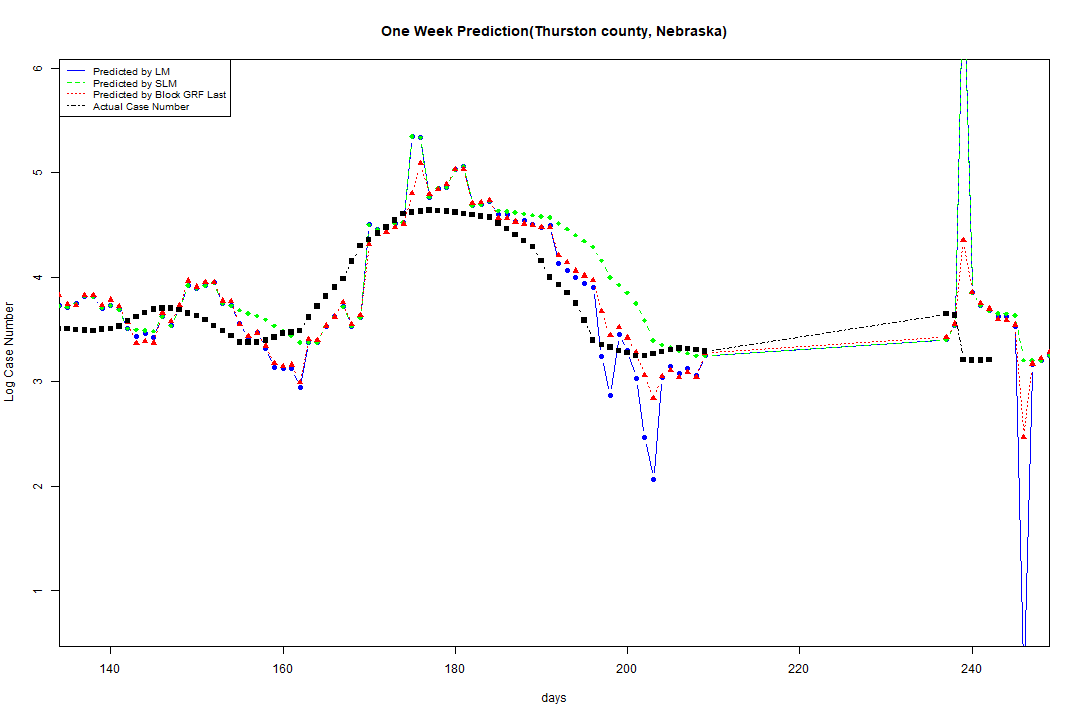 One Week Prediction(Thurston county, Nebraska)
Predicted by LM
Predicted by SLM
Predicted by Block GRF Last
Actual Case Number
6
5
4
3
2
1
Log Case Number
140 160 180 200 220 240
days